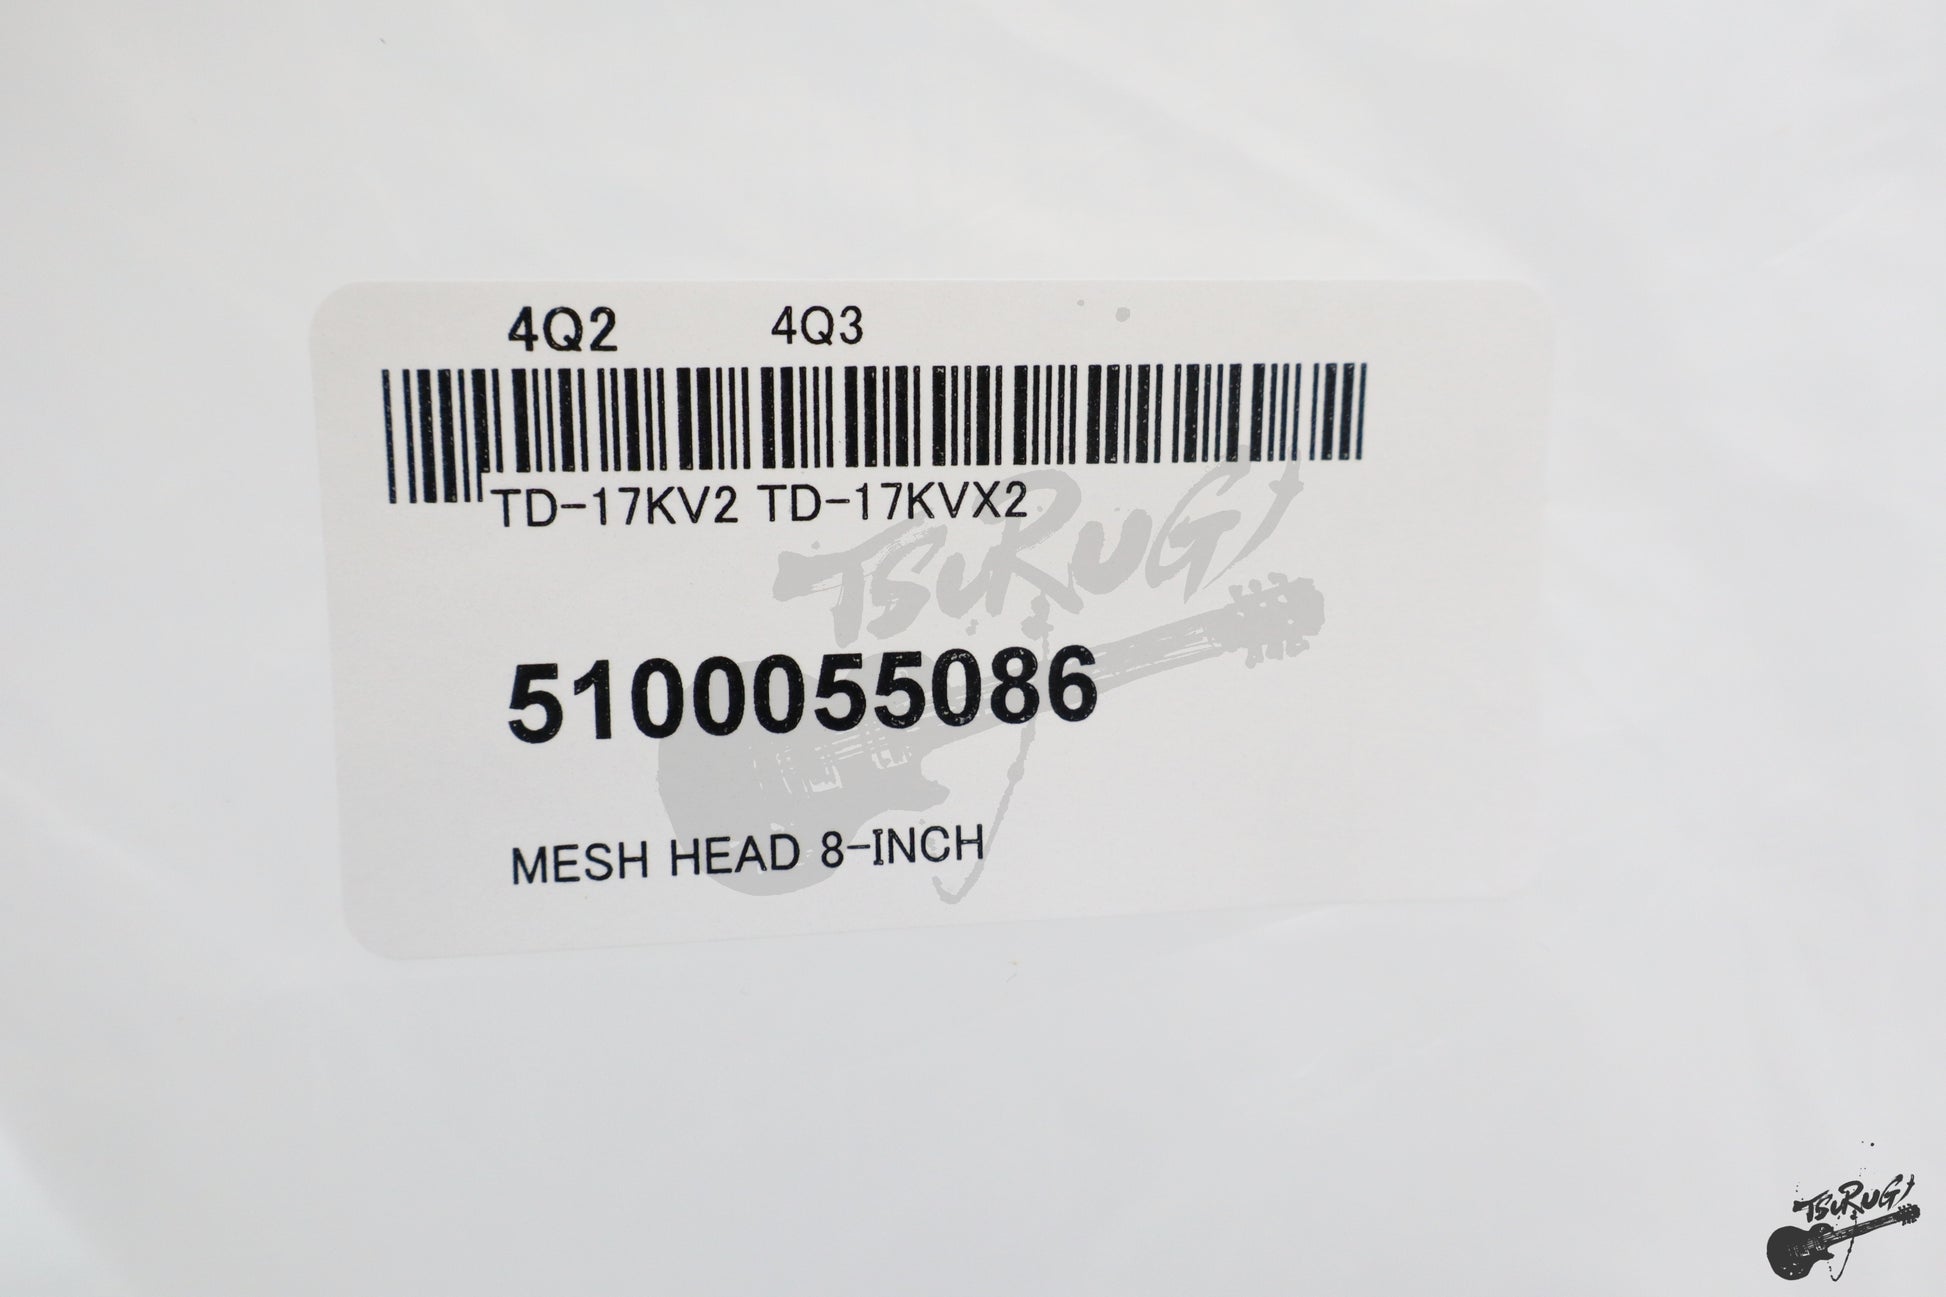 4Q2 4Q3
TD-17KV2 TD-17KVX2
TSURUGI
5100055086
MESH HEAD 8-INCH
TSURUGI